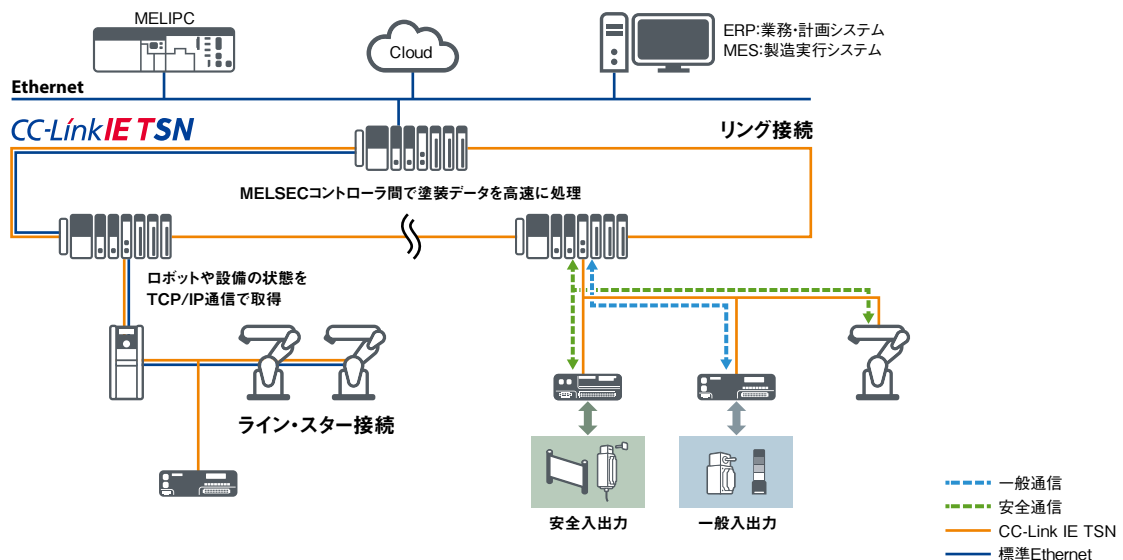 MELIPC
Cloud
ERP:業務・計画システム
MES:製造実行システム
Ethernet
CC-Link IE TSN
リング接続
MELSECコントローラ間で塗装データを高速に処理
ロボットや設備の状態を
TCP/IP通信で取得
ライン・スター接続
安全入出力
一般入出力
一般通信
安全通信
CC-Link IE TSN
標準Ethernet